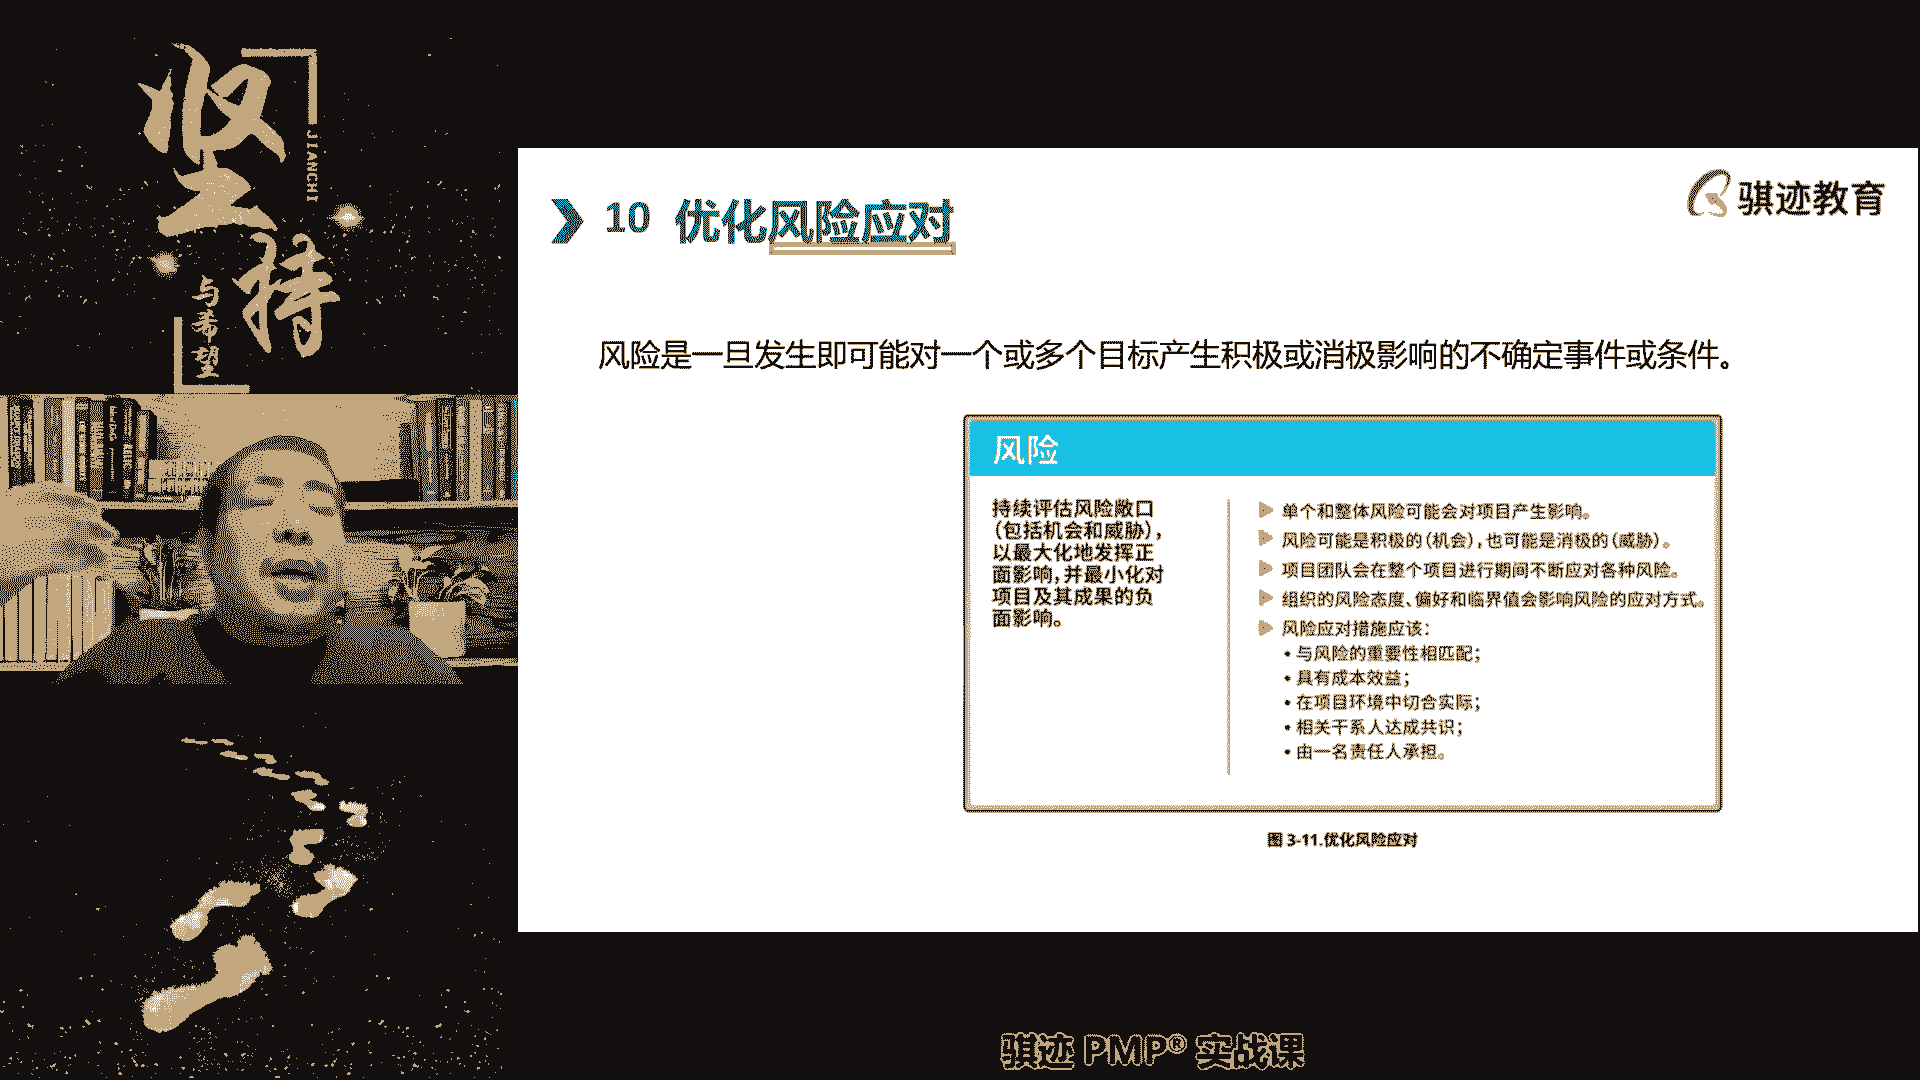 坚持
JIANCHI
与希望
骐迹教育
10 优化风险应对
风险是一旦发生即可能对一个或多个目标产生积极或消极影响的不确定事件或条件。
风险
持续评估风险敞口
（包括机会和威胁），
以最大化地发挥正
面影响，并最小化对
项目及其成果的负
面影响。
单个和整体风险可能会对项目产生影响。
风险可能是积极的（机会），也可能是消极的（威胁）。
项目团队会在整个项目进行期间不断应对各种风险。
组织的风险态度、偏好和临界值会影响风险的应对方式。
风险应对措施应该：
• 与风险的重要性相匹配；
• 具有成本效益；
• 在项目环境中切合实际；
• 相关干系人达成共识；
• 由一名责任人承担。
图 3-11.优化风险应对
骐迹 PMP® 实战课